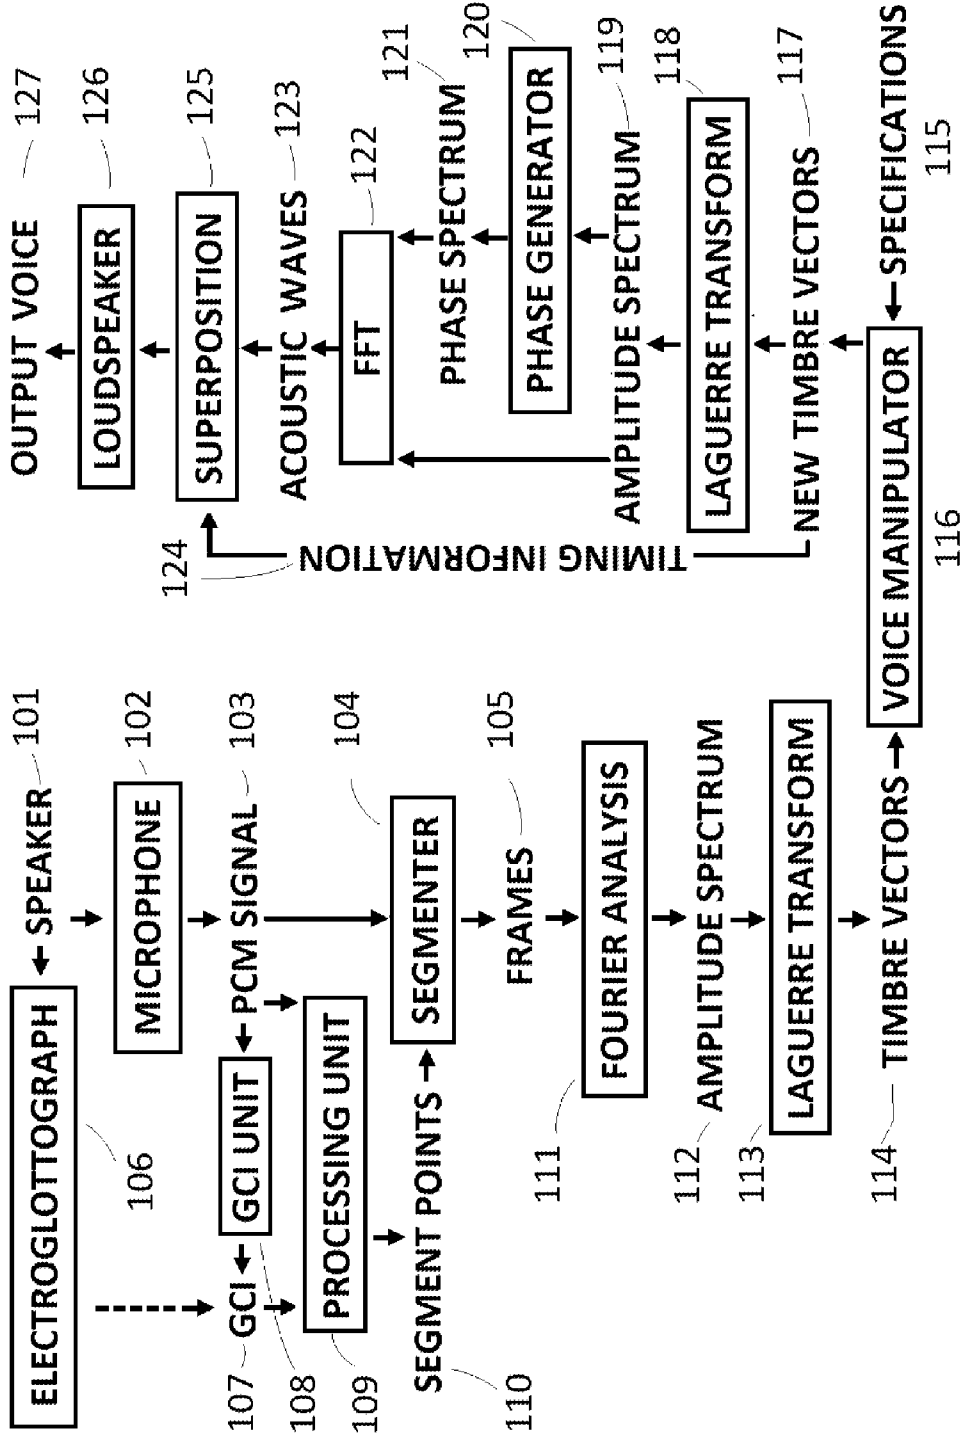 ELECTROGLOTTOGRAPH
106
SPEAKER
101
MICROPHONE
102
PCM SIGNAL
103
GCI UNIT
108
GCI
107
PROCESSING UNIT
109
SEGMENT POINTS
110
SEGMENTER
104
FRAMES
105
FOURIER ANALYSIS
111
AMPLITUDE SPECTRUM
112
LAGUERRE TRANSFORM
113
TIMBRE VECTORS
114
VOICE MANIPULATOR
116
SPECIFICATIONS
115
NEW TIMBRE VECTORS
117
LAGUERRE TRANSFORM
118
AMPLITUDE SPECTRUM
119
PHASE GENERATOR
120
PHASE SPECTRUM
121
FFT
122
ACOUSTIC WAVES
123
TIMING INFORMATION
124
SUPERPOSITION
125
LOUDSPEAKER
126
OUTPUT VOICE
127